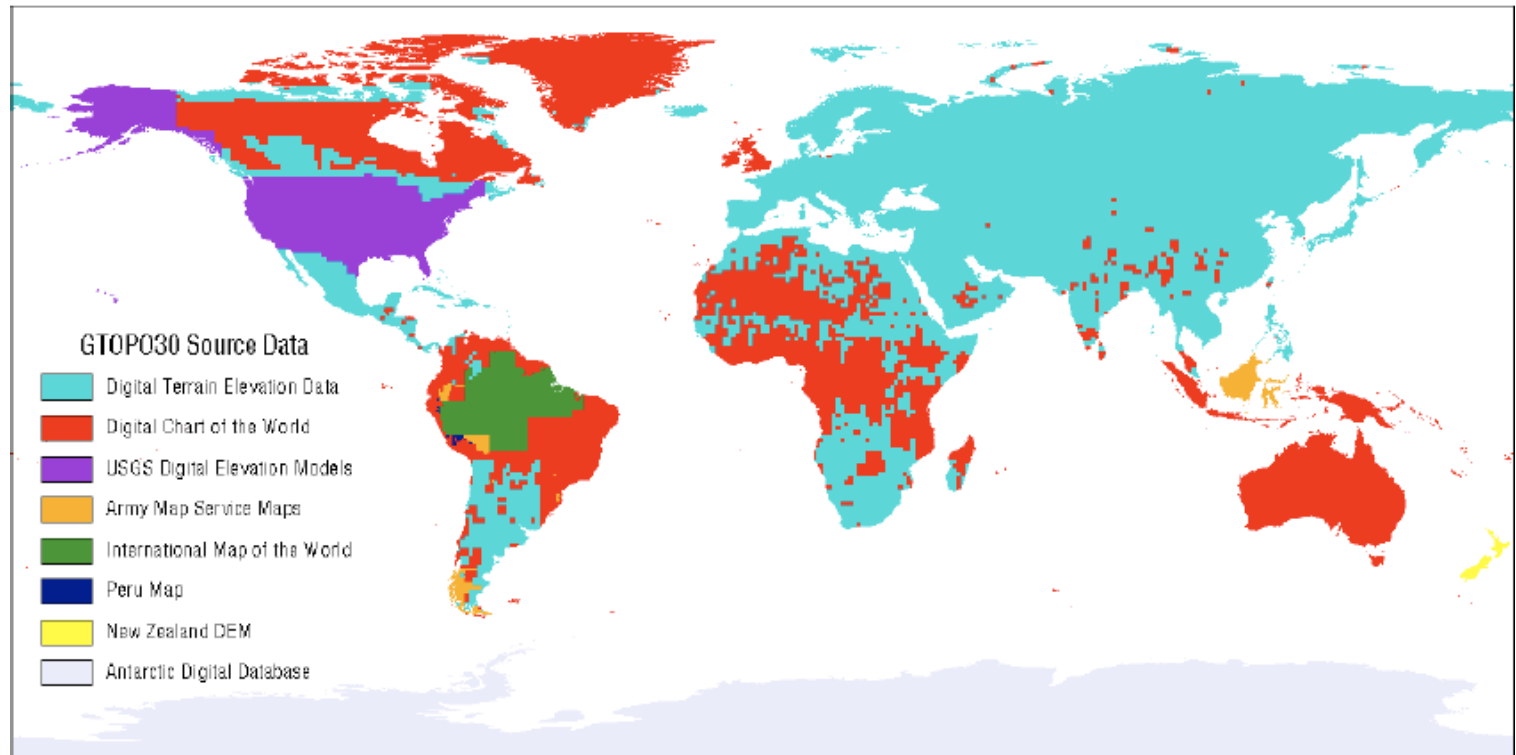 GTOPO30 Source Data
Digital Terrain Elevation Data
Digital Chart of the World
USGS Digital Elevation Models
Army Map Service Maps
International Map of the World
Peru Map
New Zealand DEM
Antarctic Digital Database